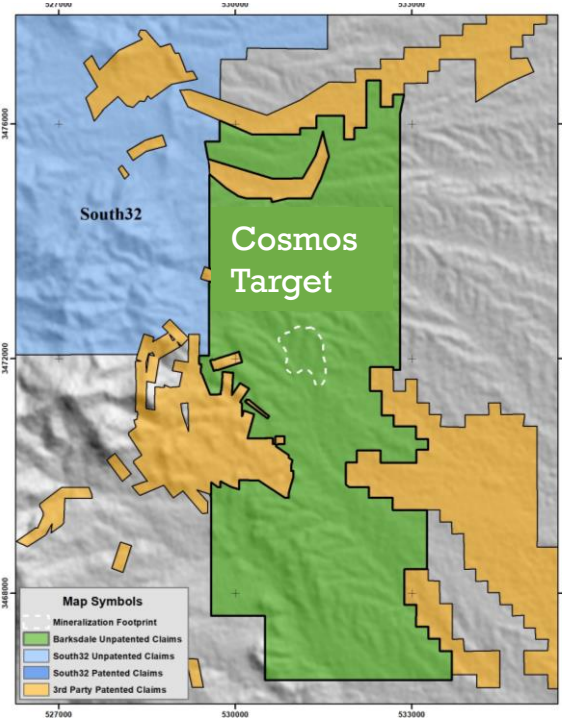 527000
530000
533000
3476000
South32
Cosmos
Target
3472000
3468000
Map Symbols
Mineralization Footprint
Barksdale Unpatented Claims
South32 Unpatented Claims
South32 Patented Claims
3rd Party Patented Claims
527000
530000
533000